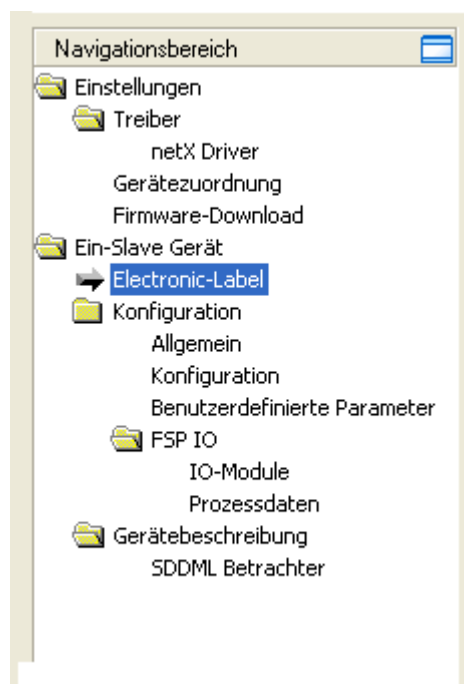 Navigationsbereich
Einstellungen
Treiber
netX Driver
Gerätezuordnung
Firmware-Download
Ein-Slave Gerät
Electronic-Label
Konfiguration
Allgemein
Konfiguration
Benutzerdefinierte Parameter
FSP IO
IO-Module
Prozessdaten
Gerätebeschreibung
SDDML Betrachter